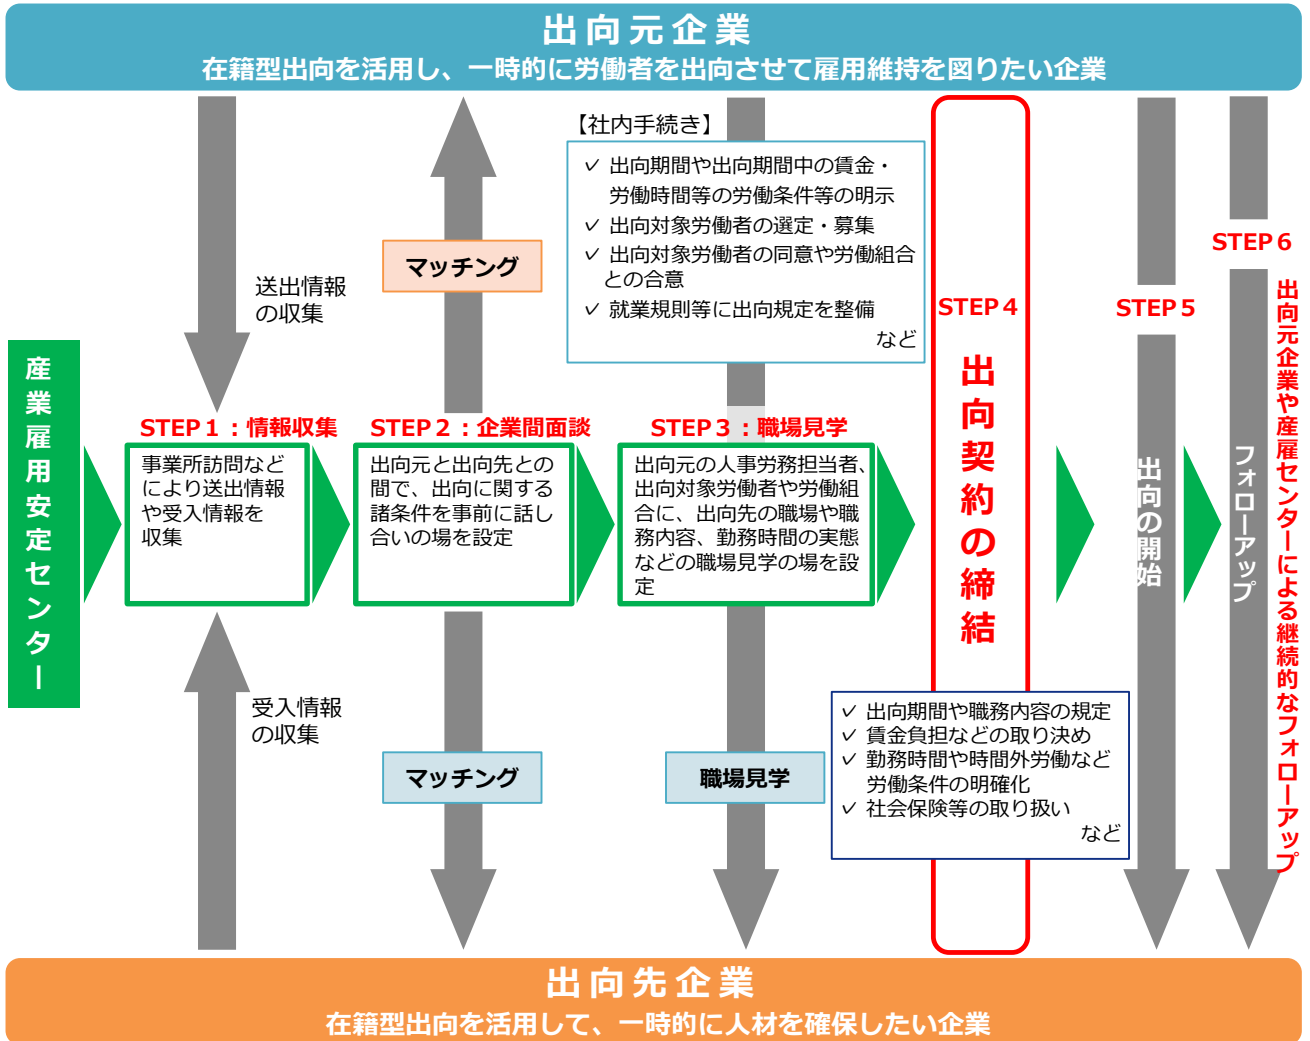 出向元企業
在籍型出向を活用し、一時的に労働者を出向させて雇用維持を図りたい企業
【社内手続き】
✓ 出向期間や出向期間中の賃金・
労働時間等の労働条件等の明示
✓ 出向対象労働者の選定・募集
✓ 出向対象労働者の同意や労働組合
との合意
✓ 就業規則等に出向規定を整備
など
マッチング
送出情報
の収集
産業雇用安定センター
STEP1：情報収集
事業所訪問など
により送出情報
や受入情報を
収集
STEP2：企業間面談
出向元と出向先との
間で、出向に関する
諸条件を事前に話し
合いの場を設定
STEP3：職場見学
出向元の人事労務担当者、
出向対象労働者や労働組
合に、出向先の職場や職
務内容、勤務時間の実態
などの職場見学の場を設
定
STEP4
出向契約の締結
STEP5
出向の開始
STEP6
フォローアップ
出向元企業や産雇センターによる継続的なフォローアップ
受入情報
の収集
マッチング
職場見学
✓ 出向期間や職務内容の規定
✓ 賃金負担などの取り決め
✓ 勤務時間や時間外労働など
労働条件の明確化
✓ 社会保険等の取り扱い
など
出向先企業
在籍型出向を活用して、一時的に人材を確保したい企業